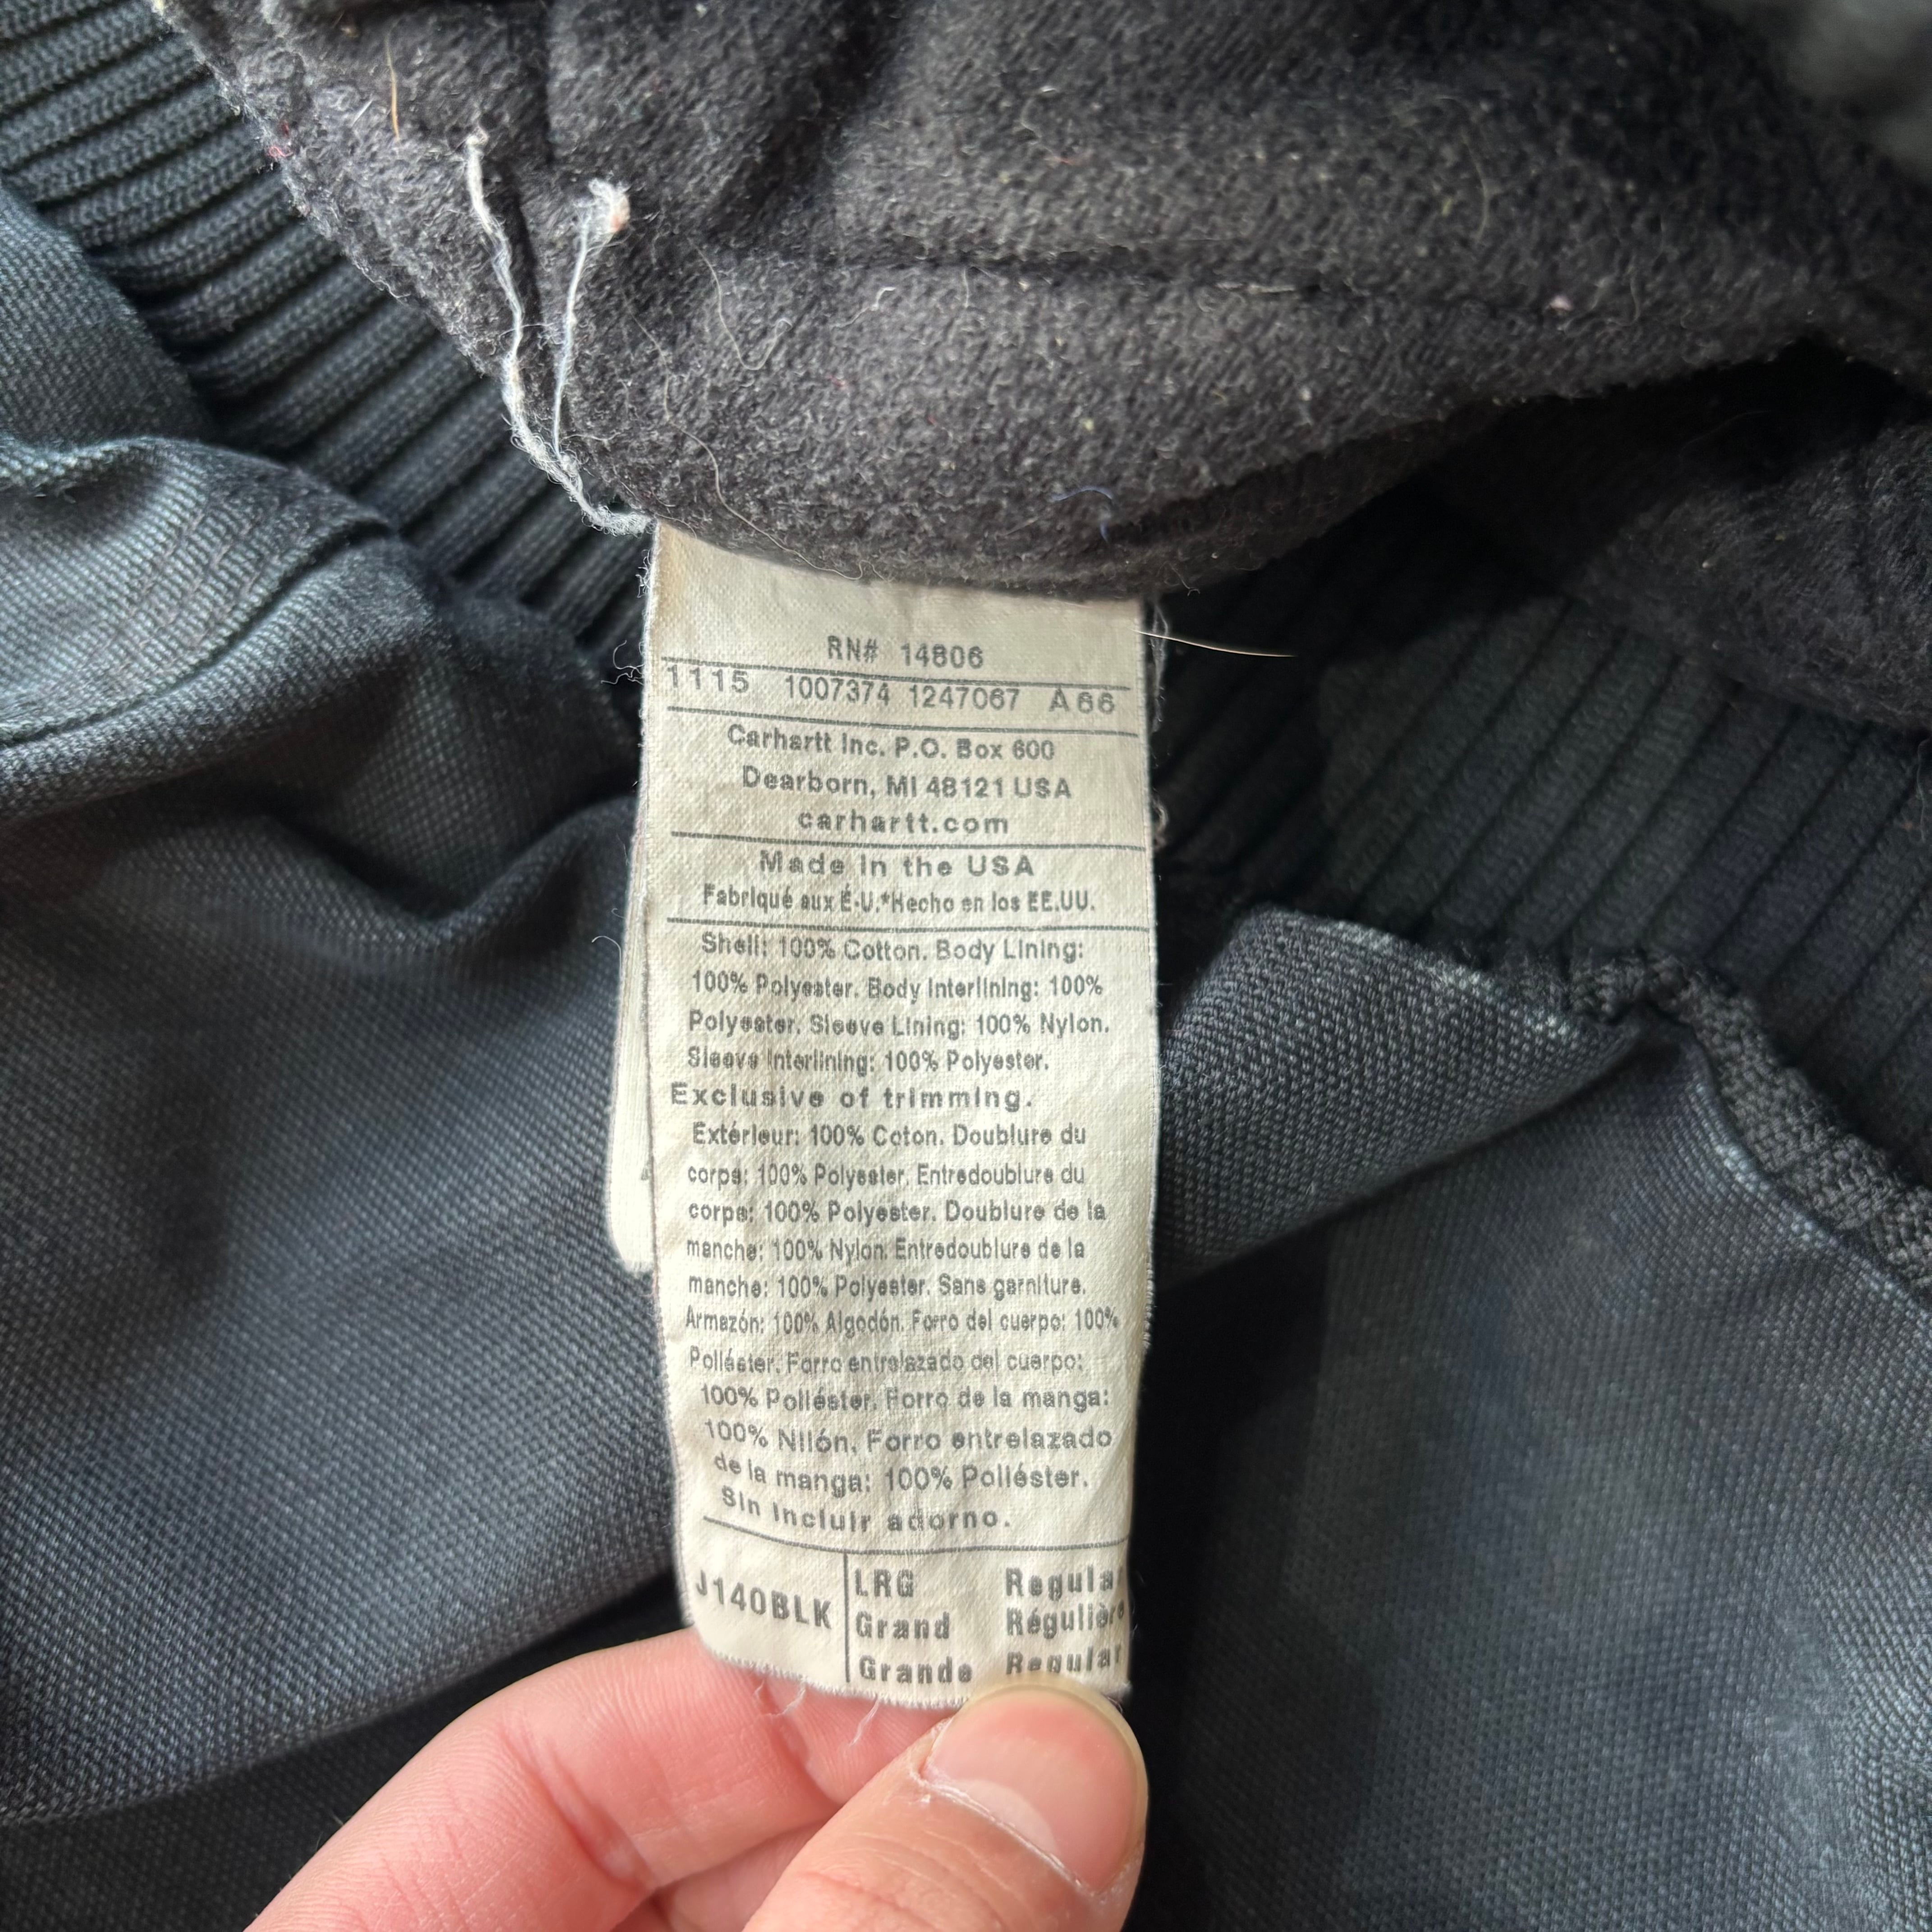 RN# 14806
1115 1007374 1247067 A66
Carhartt Inc. P.O. Box 600
Dearborn, MI 48121 USA
carhartt.com
Made in the USA
Fabriqué aux É-U.*Hecho en los EE.UU.
Shell: 100% Cotton. Body Lining:
100% Polyester. Body Interlining: 100%
Polyester. Sleeve Lining: 100% Nylon.
Sleeve Interlining: 100% Polyester.
Exclusive of trimming.
Extérieur: 100% Coton. Doublure du
corps: 100% Polyester. Entredoublure du
corps: 100% Polyester. Doublure de la
manche: 100% Nylon. Entredoublure de la
manche: 100% Polyester. Sans garniture.
Armazón: 100% Algodón. Forro del cuerpo: 100%
Poliéster. Forro entrelazado del cuerpo:
100% Poliéster. Forro de la manga:
100% Nilón. Forro entrelazado
de la manga: 100% Poliéster.
Sin incluir adorno.
J140BLK LRG Regular
Grand Régulière
Grande Regular